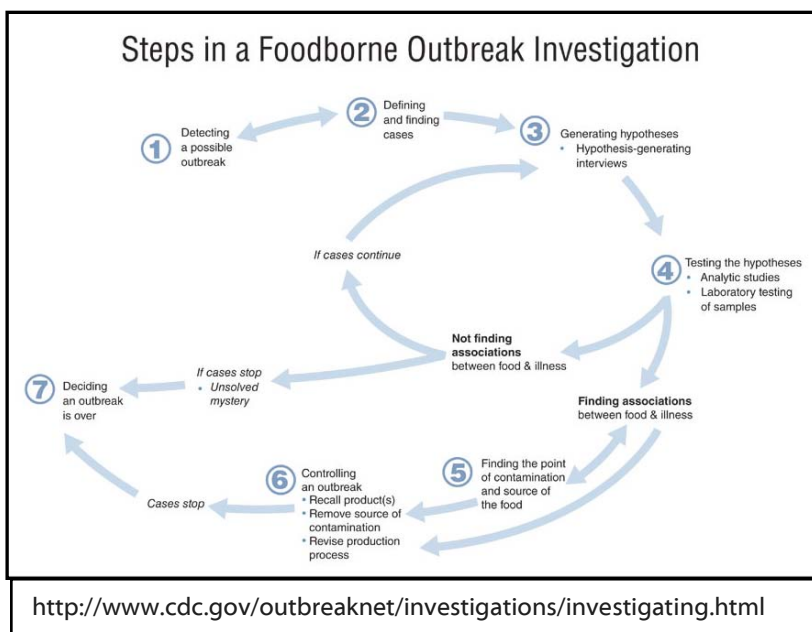 Steps in a Foodborne Outbreak Investigation
1
Detecting
a possible
outbreak
2
Defining
and finding
cases
3
Generating hypotheses
• Hypothesis-generating
interviews
4
Testing the hypotheses
• Analytic studies
• Laboratory testing
of samples
If cases continue
Not finding
associations
between food & illness
If cases stop
• Unsolved
mystery
7
Deciding
an outbreak
is over
Finding associations
between food & illness
5
Finding the point
of contamination
and source of
the food
6
Controlling
an outbreak
• Recall product(s)
• Remove source of
contamination
• Revise production
process
Cases stop
http://www.cdc.gov/outbreaknet/investigations/investigating.html